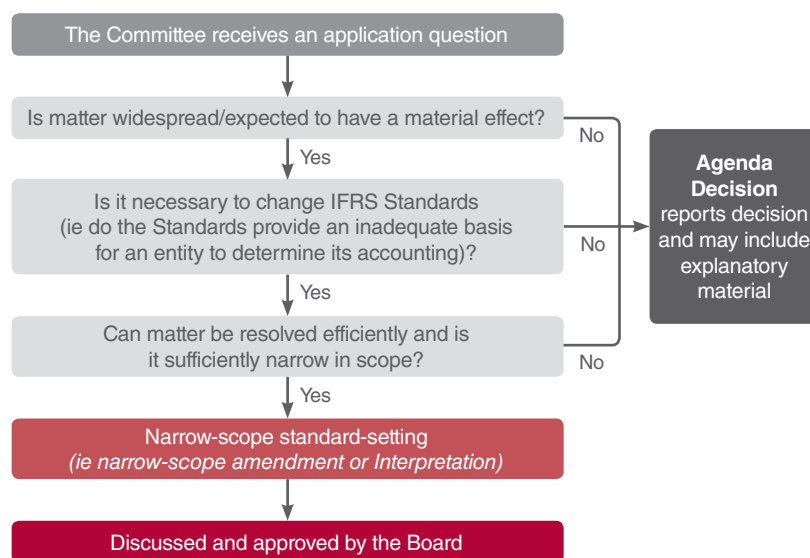 The Committee receives an application question
Is matter widespread/expected to have a material effect?
No
Yes
Is it necessary to change IFRS Standards
(ie do the Standards provide an inadequate basis
for an entity to determine its accounting)?
No
Yes
Can matter be resolved efficiently and is
it sufficiently narrow in scope?
No
Yes
Agenda
Decision
reports decision
and may include
explanatory
material
Narrow-scope standard-setting
(ie narrow-scope amendment or Interpretation)
Discussed and approved by the Board